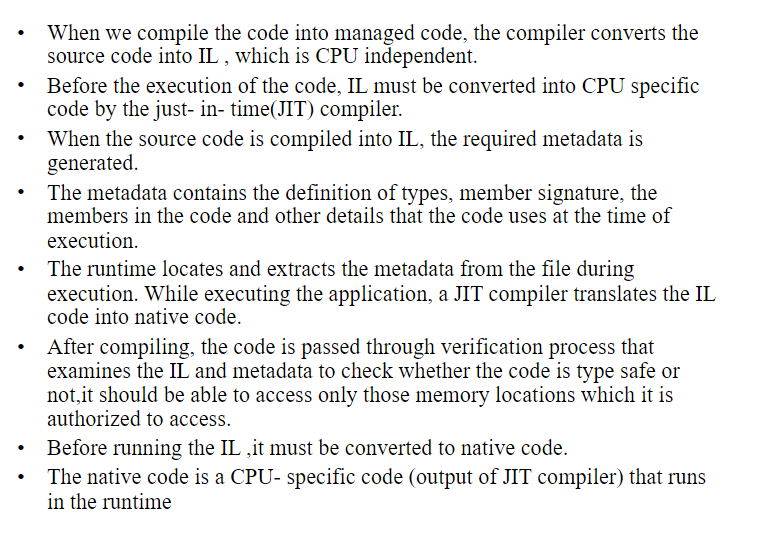 • When we compile the code into managed code, the compiler converts the
source code into IL , which is CPU independent.
• Before the execution of the code, IL must be converted into CPU specific
code by the just- in- time(JIT) compiler.
• When the source code is compiled into IL, the required metadata is
generated.
• The metadata contains the definition of types, member signature, the
members in the code and other details that the code uses at the time of
execution.
• The runtime locates and extracts the metadata from the file during
execution. While executing the application, a JIT compiler translates the IL
code into native code.
• After compiling, the code is passed through verification process that
examines the IL and metadata to check whether the code is type safe or
not,it should be able to access only those memory locations which it is
authorized to access.
• Before running the IL ,it must be converted to native code.
• The native code is a CPU- specific code (output of JIT compiler) that runs
in the runtime